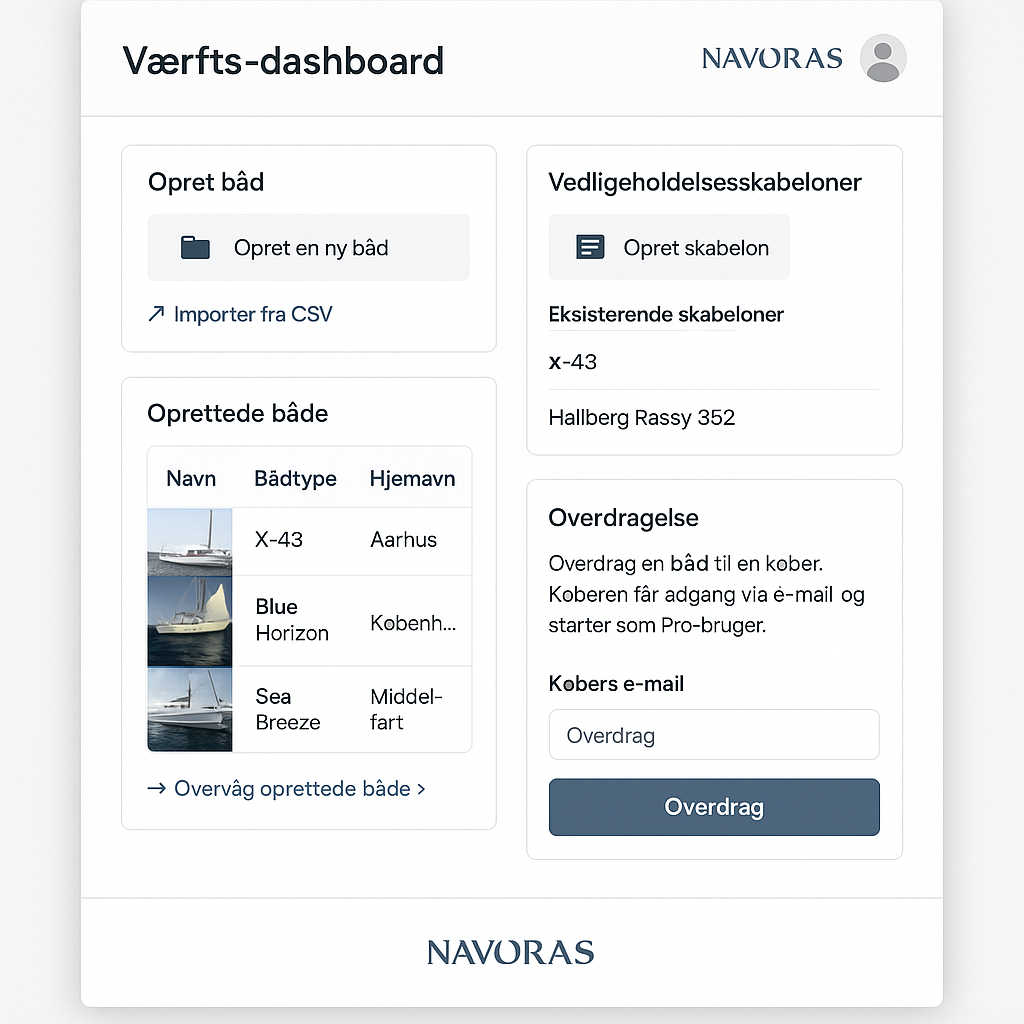 Værfts-dashboard
NAVORAS
Opret båd
Opret en ny båd
Importer fra CSV
Oprettede både
Navn Bådtype Hjemavn
X-43 Aarhus
Blue
Horizon
Københ...
Sea
Breeze
Middel-
fart
→ Overvåg oprettede både ›
Vedligeholdelsesskabeloner
Opret skabelon
Eksisterende skabeloner
x-43
Hallberg Rassy 352
Overdragelse
Overdrag en båd til en køber.
Køberen får adgang via ė-mail og
starter som Pro-bruger.
Købers e-mail
Overdrag
Overdrag
NAVORAS